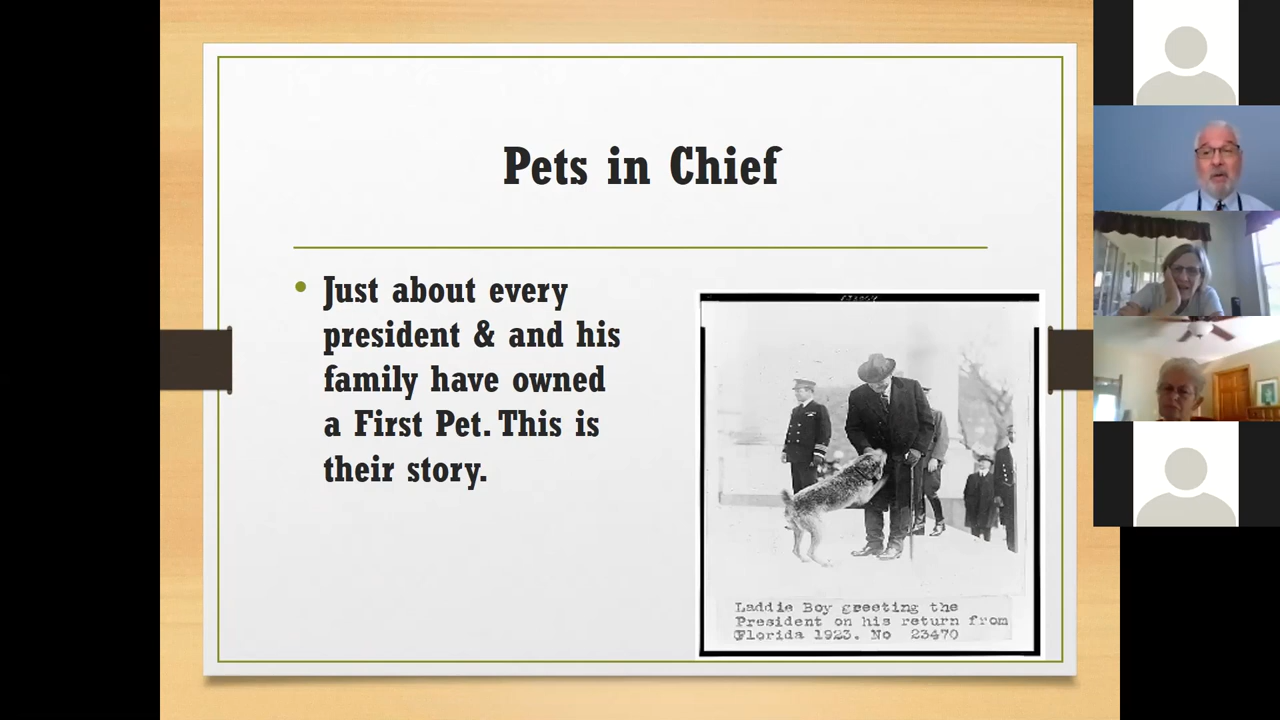 Pets in Chief
Just about every
president & and his
family have owned
a First Pet. This is
their story.
Laddie Boy greeting the
President on his return from
Florida 1923. No 23470